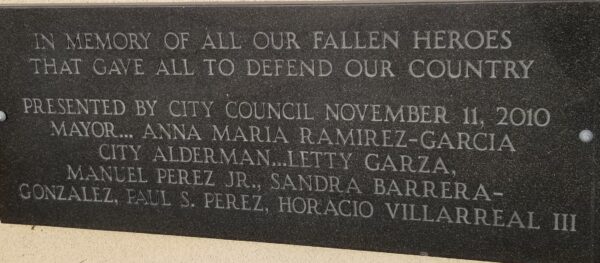 IN MEMORY OF ALL OUR FALLEN HEROES
THAT GAVE ALL TO DEFEND OUR COUNTRY
PRESENTED BY CITY COUNCIL NOVEMBER 11, 2010
MAYOR... ANNA MARIA RAMIREZ-GARCIA
CITY ALDERMAN...LETTY GARZA,
MANUEL PEREZ JR., SANDRA BARRERA-
GONZALEZ, PAUL S. PEREZ, HORACIO VILLARREAL III